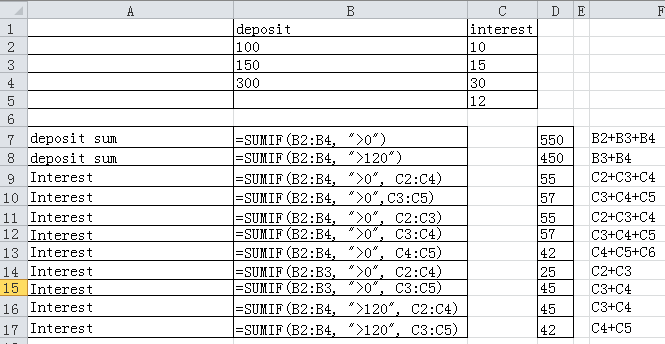 A B C D E F
1 deposit interest
2 100 10
3 150 15
4 300 30
5 12
6
7 deposit sum =SUMIF(B2:B4, ">0") 550 B2+B3+B4
8 deposit sum =SUMIF(B2:B4, ">120") 450 B3+B4
9 Interest =SUMIF(B2:B4, ">0", C2:C4) 55 C2+C3+C4
10 Interest =SUMIF(B2:B4, ">0",C3:C5) 57 C3+C4+C5
11 Interest =SUMIF(B2:B4, ">0", C2:C3) 55 C2+C3+C4
12 Interest =SUMIF(B2:B4, ">0", C3:C4) 57 C3+C4+C5
13 Interest =SUMIF(B2:B4, ">0", C4:C5) 42 C4+C5+C6
14 Interest =SUMIF(B2:B3, ">0", C2:C4) 25 C2+C3
15 Interest =SUMIF(B2:B3, ">0", C3:C5) 45 C3+C4
16 Interest =SUMIF(B2:B4, ">120", C2:C4) 45 C3+C4
17 Interest =SUMIF(B2:B4, ">120", C3:C5) 42 C4+C5